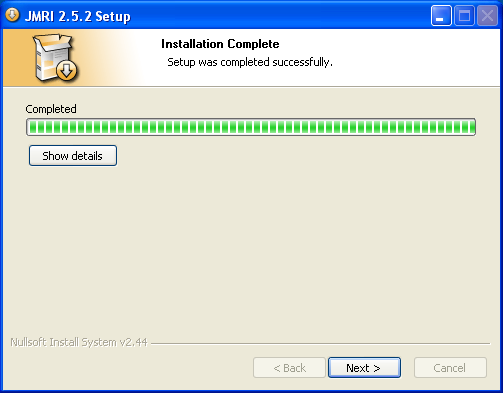 JMRI 2.5.2 Setup
Installation Complete
Setup was completed successfully.
Completed
Show details
Nullsoft Install System v2.44
< Back
Next >
Cancel